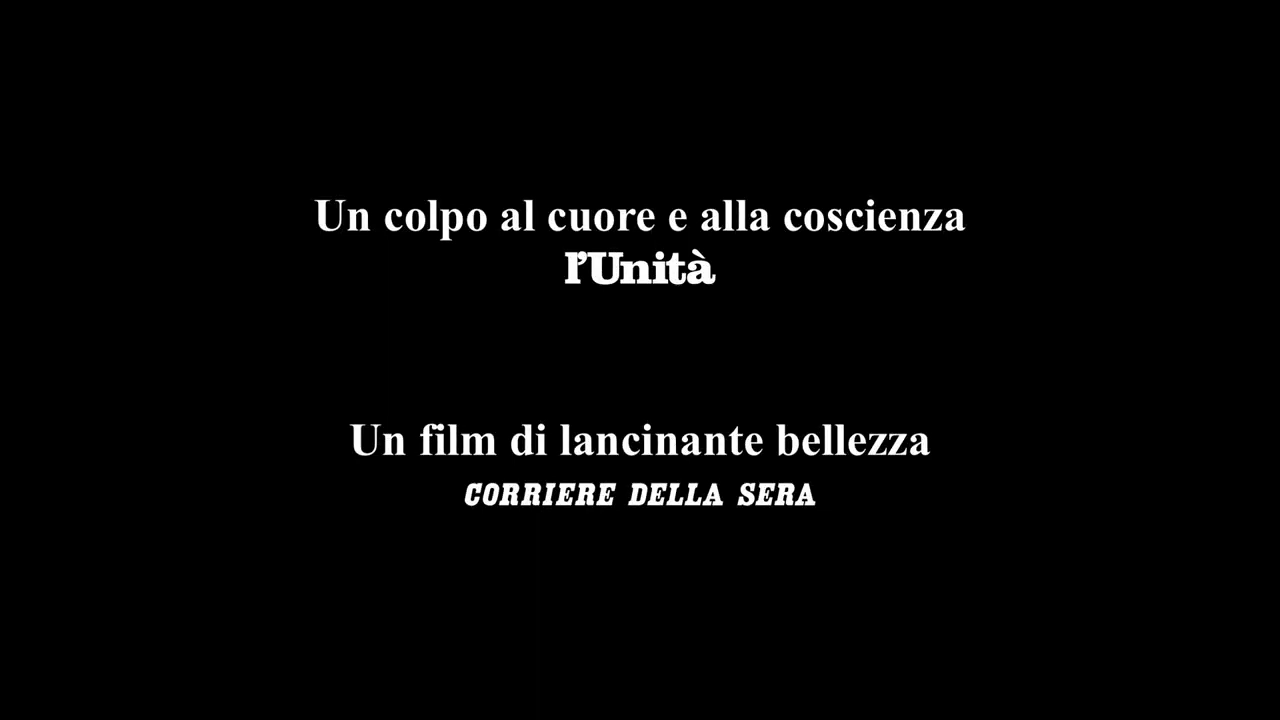 Un colpo al cuore e alla coscienza
l'Unità
Un film di lancinante bellezza
CORRIERE DELLA SERA